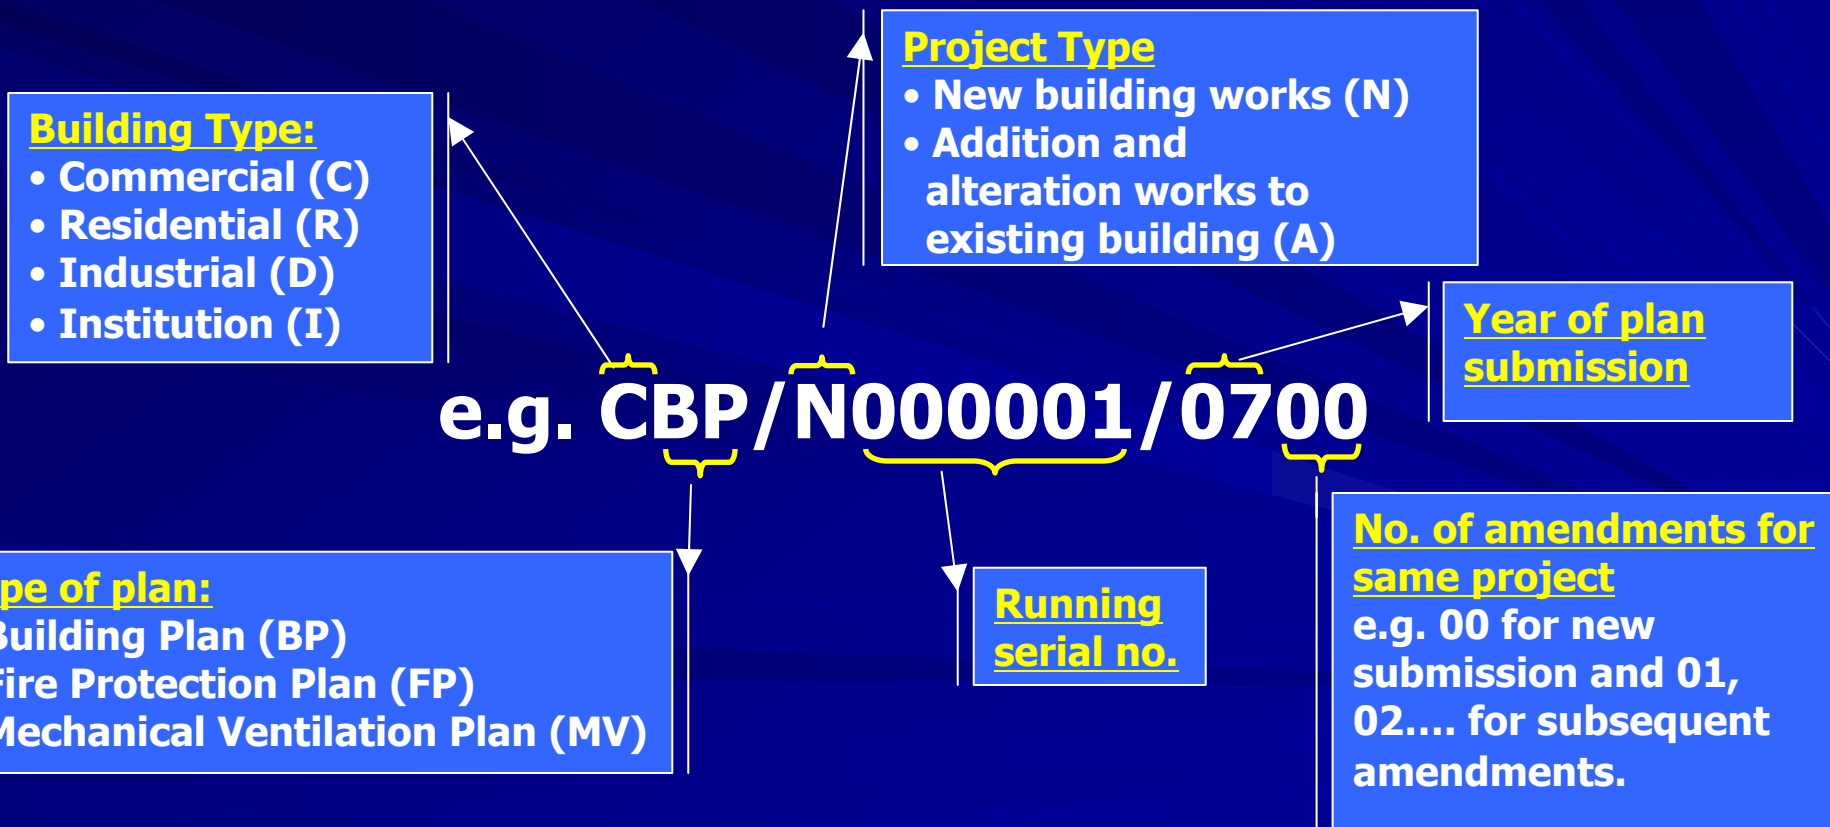 Project Type
• New building works (N)
• Addition and
alteration works to
existing building (A)
Building Type:
• Commercial (C)
• Residential (R)
• Industrial (D)
• Institution (I)
Year of plan
submission
e.g. CBP/N000001/0700
pe of plan:
Building Plan (BP)
Fire Protection Plan (FP)
Mechanical Ventilation Plan (MV)
Running
serial no.
No. of amendments for
same project
e.g. 00 for new
submission and 01,
02.... for subsequent
amendments.